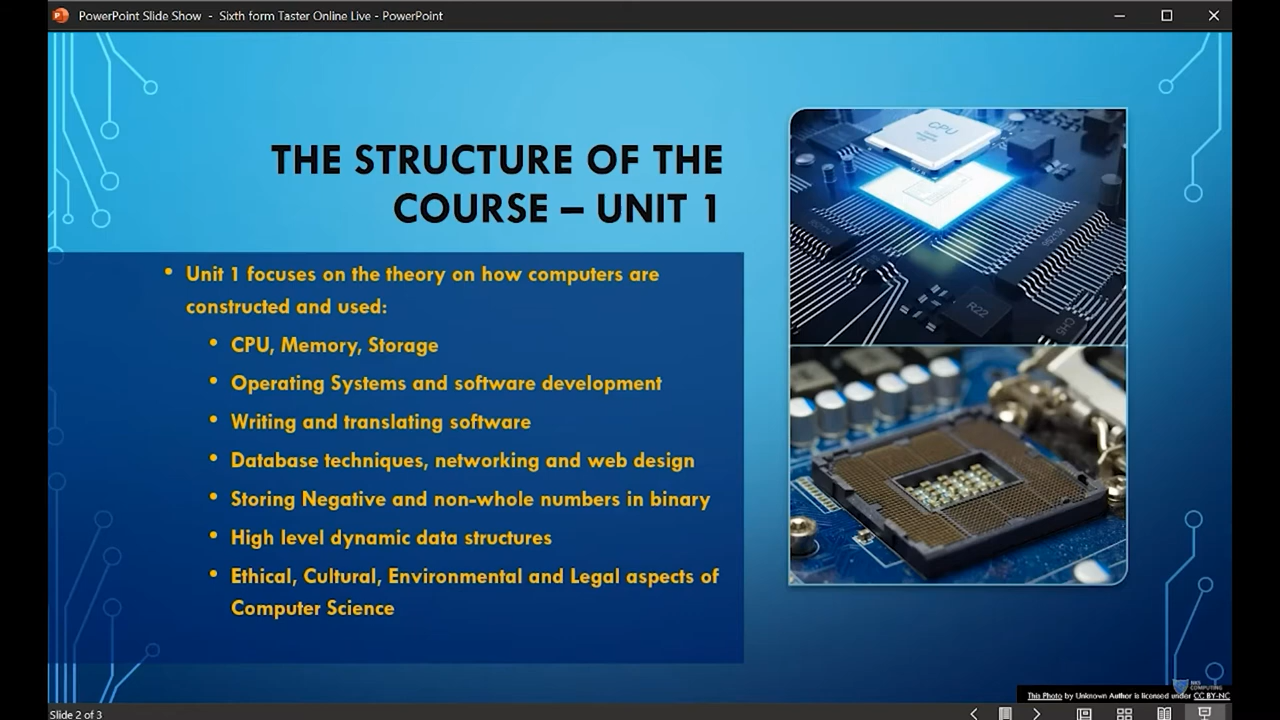 PowerPoint Slide Show - Sixth form Taster Online Live - PowerPoint
THE STRUCTURE OF THE
COURSE – UNIT 1
• Unit 1 focuses on the theory on how computers are
constructed and used:
• CPU, Memory, Storage
• Operating Systems and software development
• Writing and translating software
• Database techniques, networking and web design
• Storing Negative and non-whole numbers in binary
• High level dynamic data structures
• Ethical, Cultural, Environmental and Legal aspects of
Computer Science
CPU
R22
This Photo by Unknown Author is licensed under CC BY-NC
COMPUTING
Slide 2 of 3